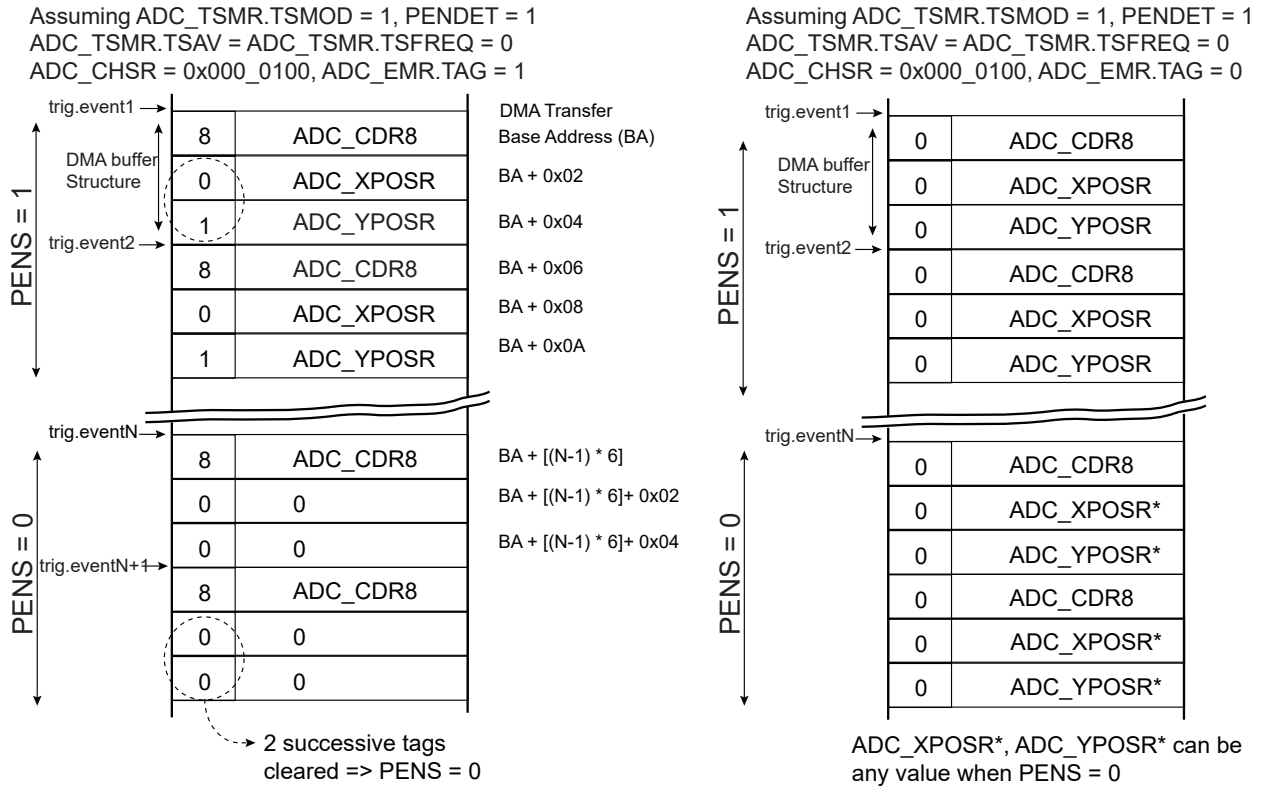 Assuming ADC_TSMR.TSMOD = 1, PENDET = 1
ADC_TSMR.TSAV = ADC_TSMR.TSFREQ = 0
ADC_CHSR = 0x000_0100, ADC_EMR.TAG = 1
trig.event1
DMA Transfer
8 ADC_CDR8 Base Address (BA)
DMA buffer
Structure
0 ADC_XPOSR BA + 0x02
1 ADC_YPOSR BA + 0x04
PENS = 1
trig.event2
8 ADC_CDR8 BA + 0x06
0 ADC_XPOSR BA + 0x08
1 ADC_YPOSR BA + 0x0A
trig.eventN
8 ADC_CDR8 BA + [(N-1) * 6]
0 0 BA + [(N-1) * 6]+ 0x02
0 0 BA + [(N-1) * 6]+ 0x04
PENS = 0
trig.eventN+1
8 ADC_CDR8
0 0
0 0
2 successive tags
cleared => PENS = 0
Assuming ADC_TSMR.TSMOD = 1, PENDET = 1
ADC_TSMR.TSAV = ADC_TSMR.TSFREQ = 0
ADC_CHSR = 0x000_0100, ADC_EMR.TAG = 0
trig.event1
0 ADC_CDR8
DMA buffer
Structure
0 ADC_XPOSR
0 ADC_YPOSR
PENS = 1
trig.event2
0 ADC_CDR8
0 ADC_XPOSR
0 ADC_YPOSR
trig.eventN
0 ADC_CDR8
0 ADC_XPOSR*
0 ADC_YPOSR*
PENS = 0
0 ADC_CDR8
0 ADC_XPOSR*
0 ADC_YPOSR*
ADC_XPOSR*, ADC_YPOSR* can be
any value when PENS = 0